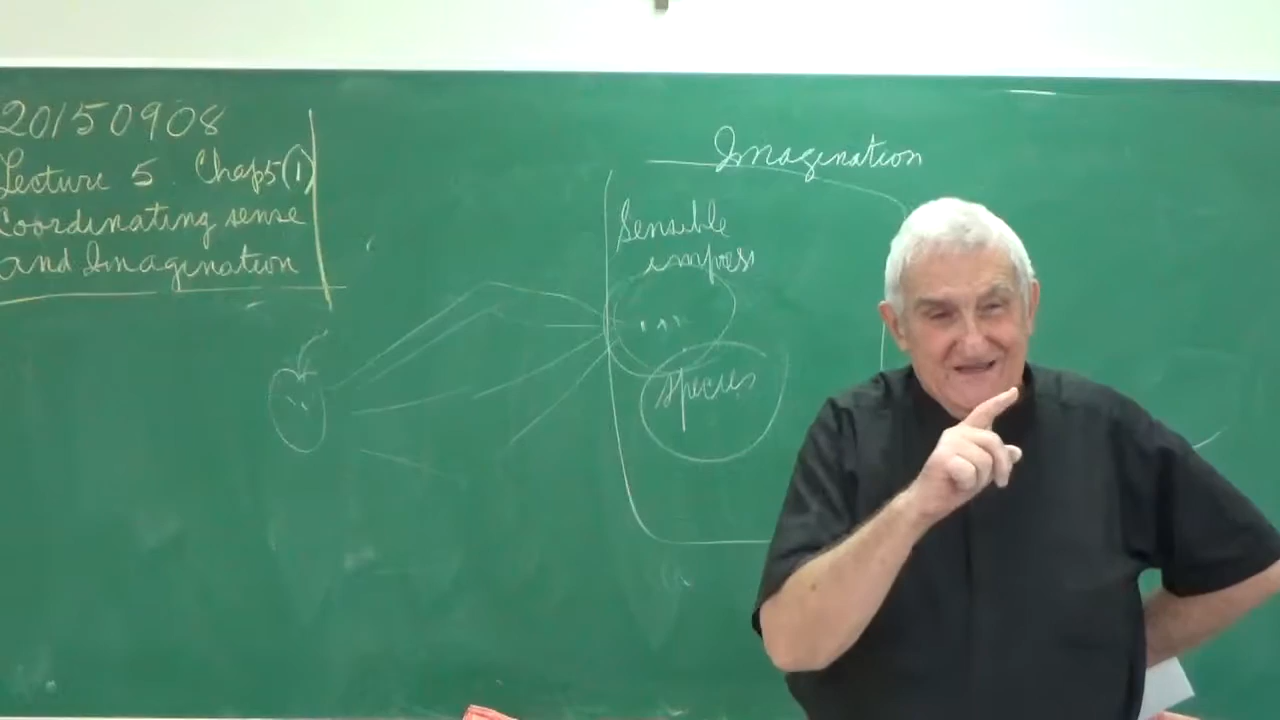 20150908
Lecture 5 Chap5(1)
Coordinating sense
and Imagination
Imagination
Sensible
impress
species